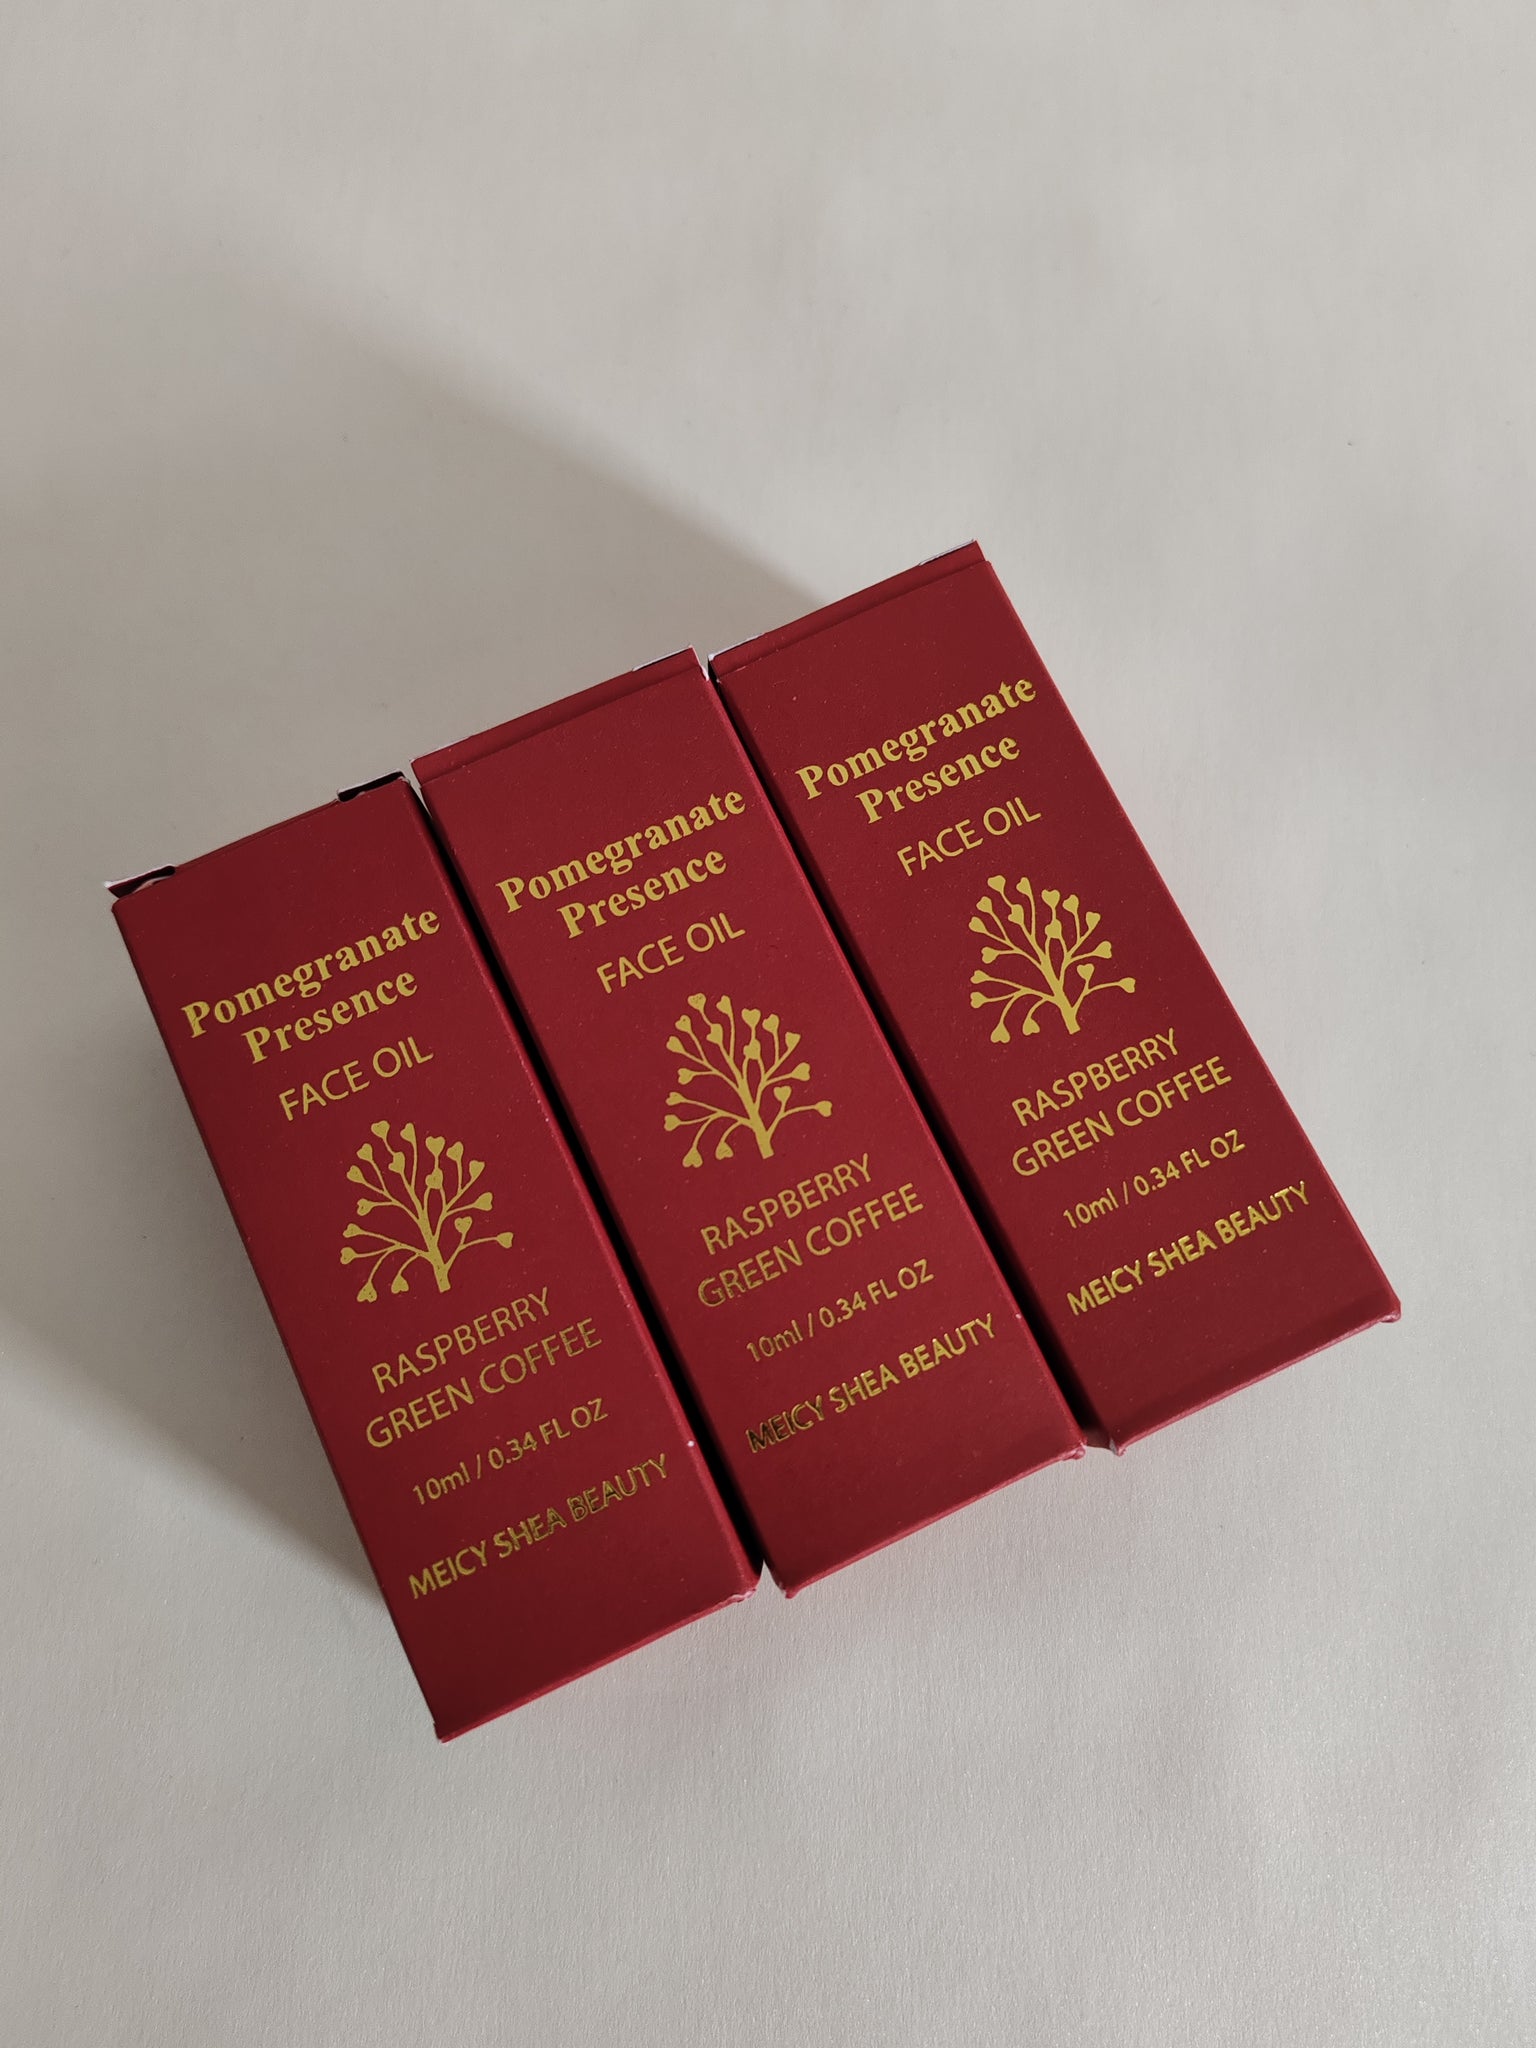 Pomegranate
Presence
FACE OIL
RASPBERRY
GREEN COFFEE
10ml / 0.34 FL OZ
MEICY SHEA BEAUTY
Pomegranate
Presence
FACE OIL
RASPBERRY
GREEN COFFEE
10ml / 0.34 FL OZ
MEICY SHEA BEAUTY
Pomegranate
Presence
FACE OIL
RASPBERRY
GREEN COFFEE
10ml / 0.34 FL OZ
MEICY SHEA BEAUTY